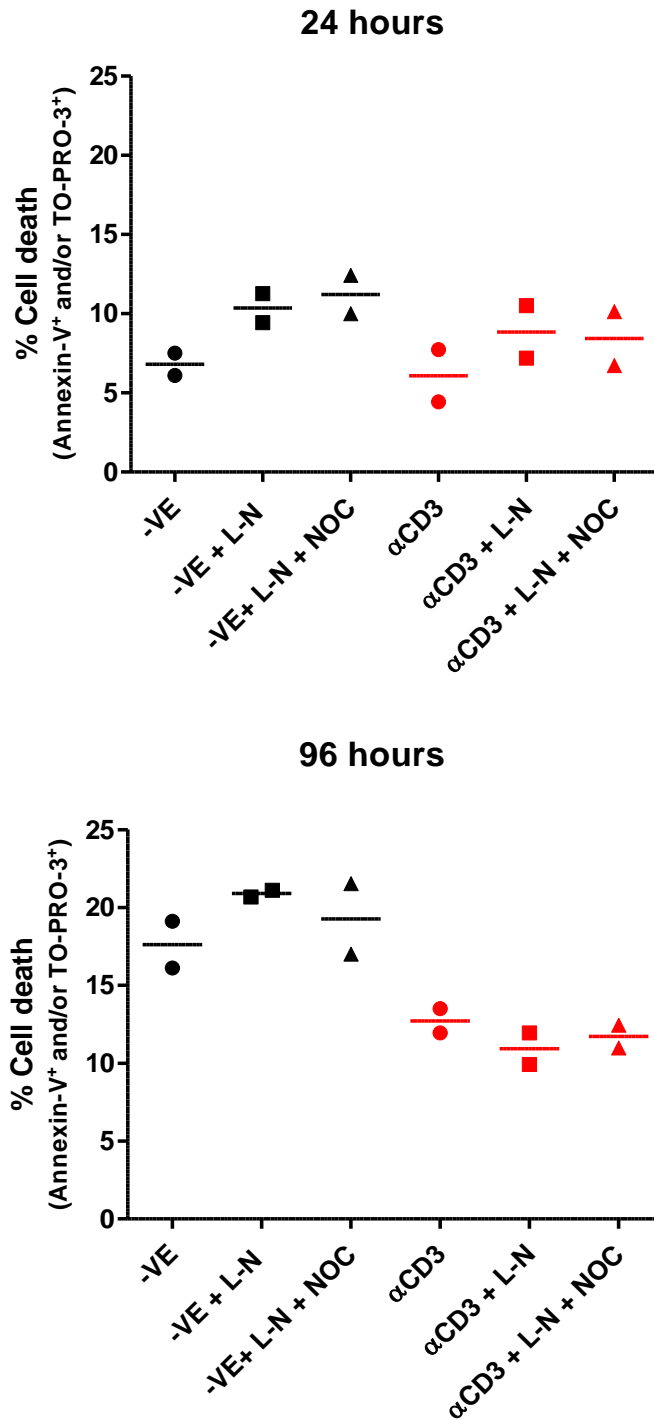 24 hours
% Cell death
(Annexin-V⁺ and/or TO-PRO-3⁺)
25
20
15
10
5
0
-VE
-VE + L-N
-VE+ L-N + NOC
αCD3
αCD3 + L-N
αCD3 + L-N + NOC
96 hours
% Cell death
(Annexin-V⁺ and/or TO-PRO-3⁺)
25
20
15
10
5
0
-VE
-VE + L-N
-VE+ L-N + NOC
αCD3
αCD3 + L-N
αCD3 + L-N + NOC